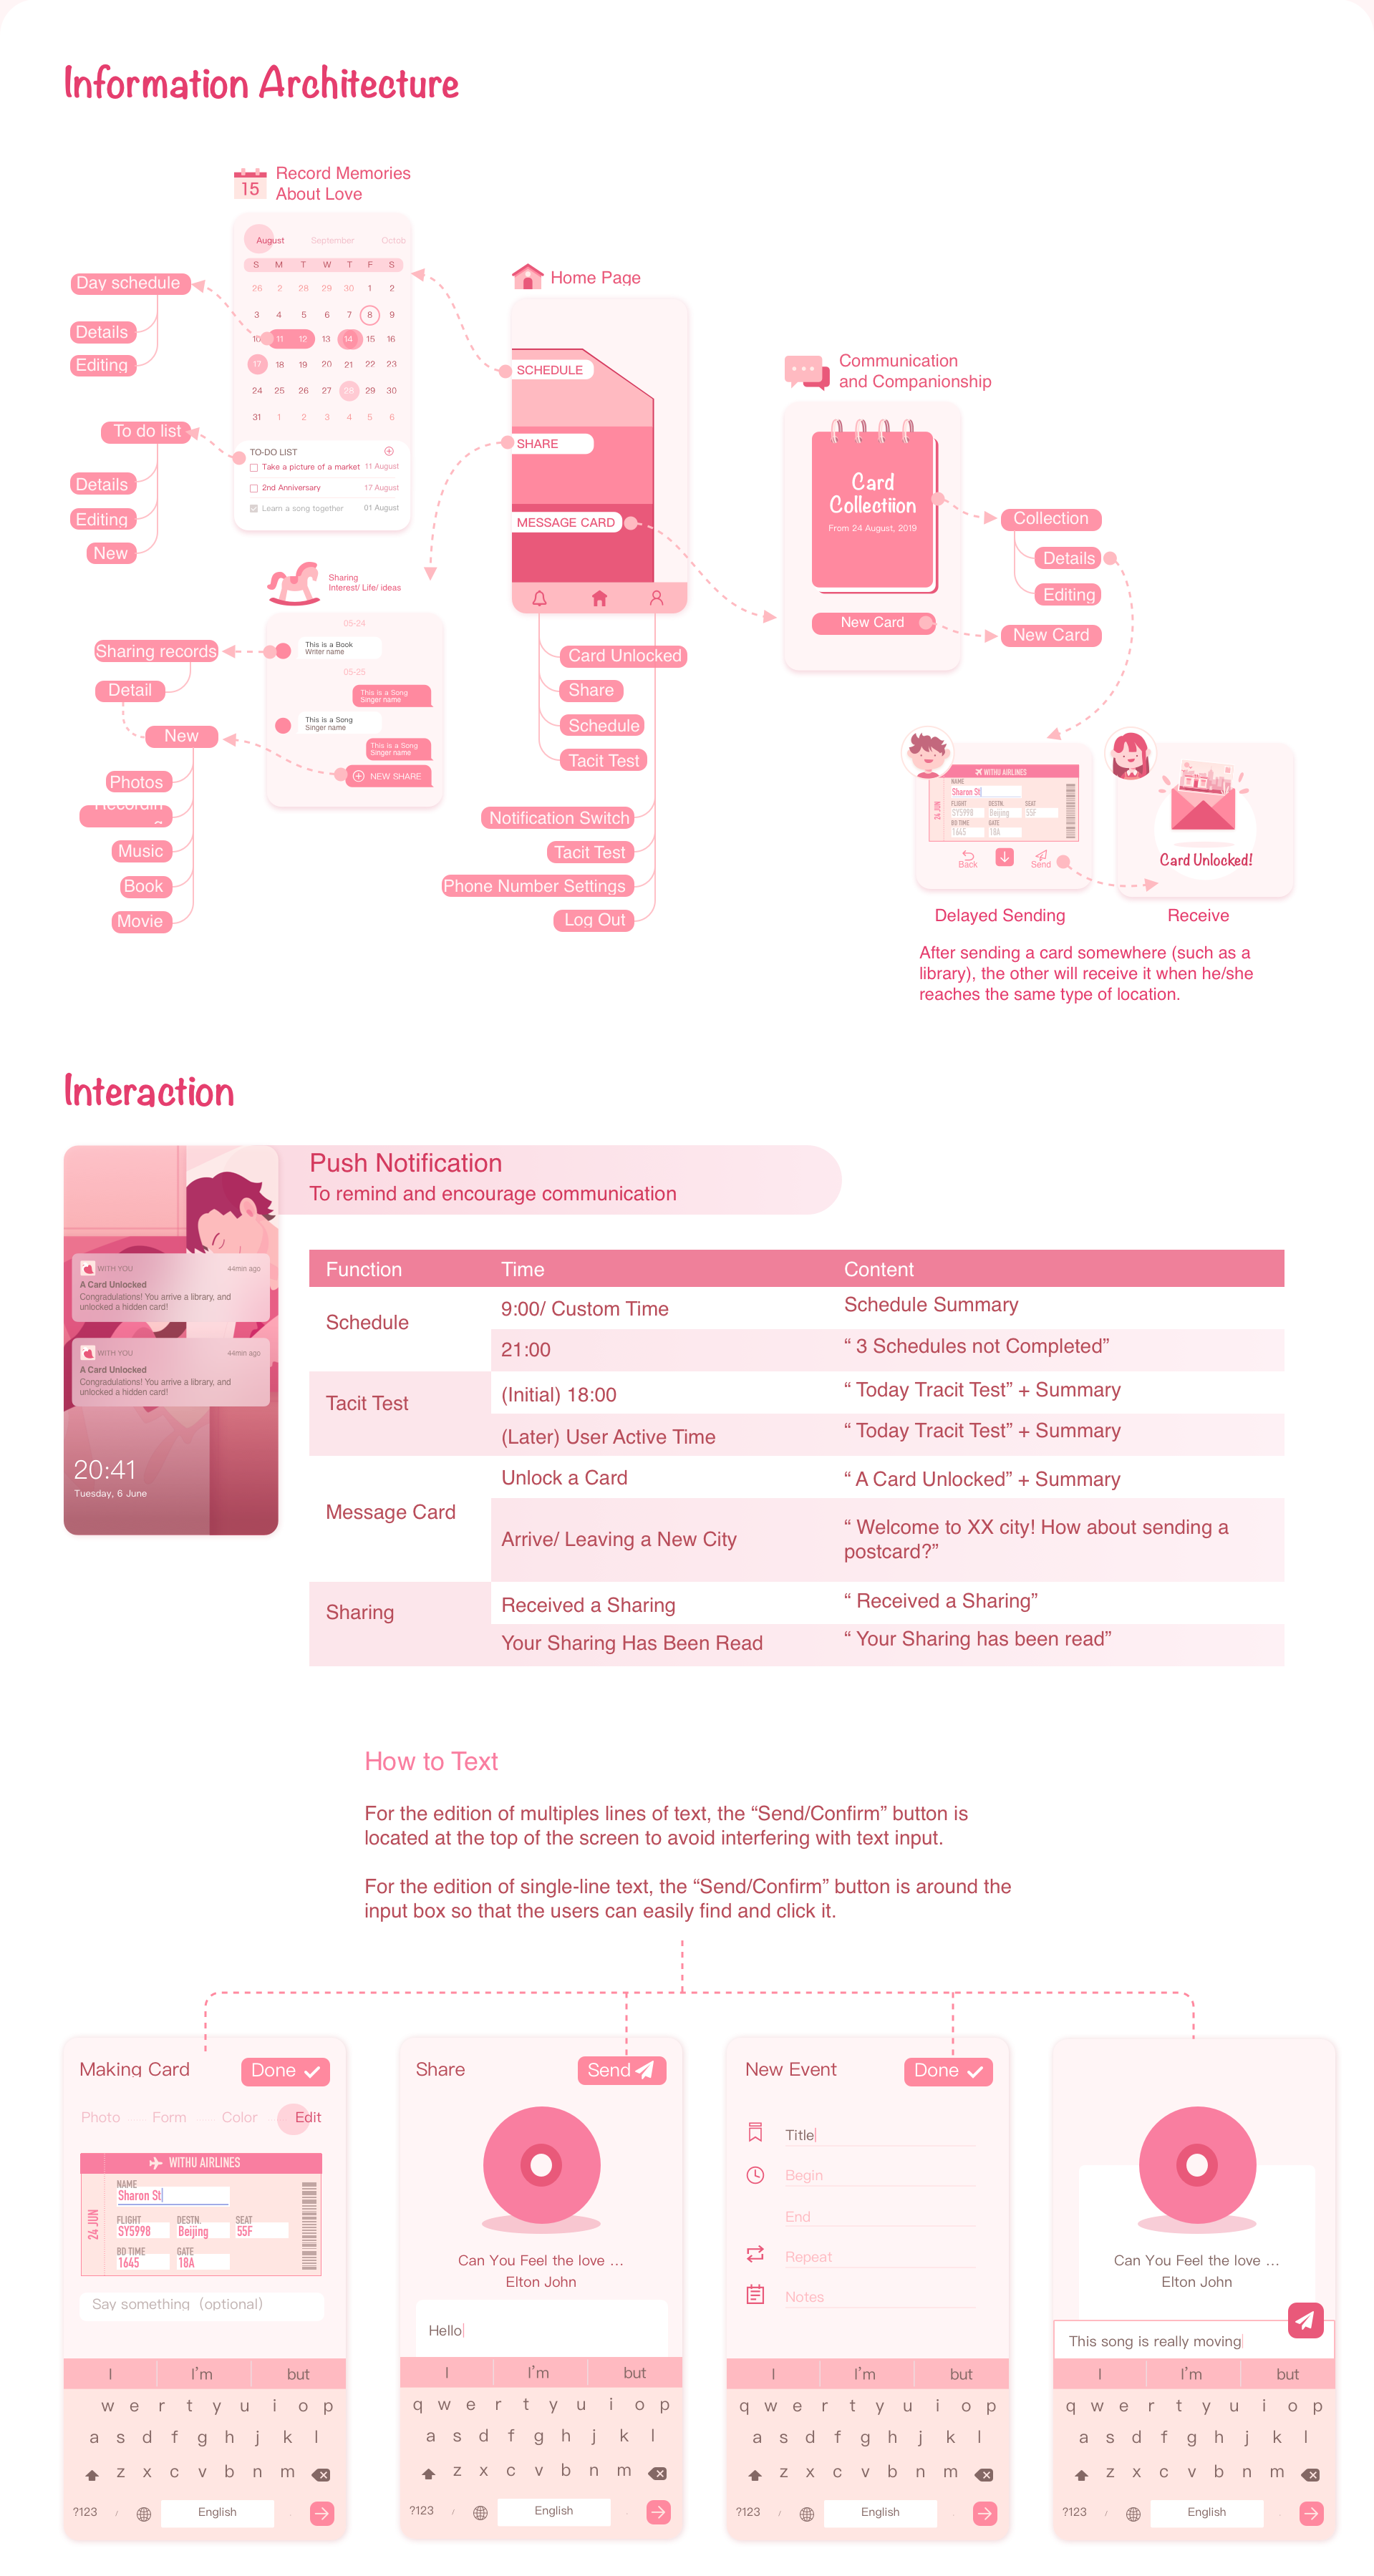 Information Architecture
15
Record Memories
About Love
August September Octob
S M T W T F S
26 2 28 29 30 1 2
3 4 5 6 7 8 9
10 11 12 13 14 15 16
17 18 19 20 21 22 23
24 25 26 27 28 29 30
31 1 2 3 4 5 6
TO-DO LIST
Take a picture of a market 11 August
2nd Anniversary 17 August
Learn a song together 01 August
Day schedule
Details
Editing
To do list
Details
Editing
New
Home Page
SCHEDULE
SHARE
MESSAGE CARD
Communication
and Companionship
Card
Collectiion
From 24 August, 2019
New Card
Collection
Details
Editing
New Card
Sharing
Interest/ Life/ ideas
05-24
This is a Book
Writer name
05-25
This is a Song
Singer name
This is a Song
Singer name
This is a Song
Singer name
NEW SHARE
Sharing records
Detail
New
Photos
Music
Book
Movie
Card Unlocked
Share
Schedule
Tacit Test
Notification Switch
Tacit Test
Phone Number Settings
Log Out
WITHU AIRLINES
24 JUN
NAME
Sharon St
FLIGHT DESTN. SEAT
SY5998 Beijing 55F
BD TIME GATE
1645 18A
Back
Send
Card Unlocked!
Delayed Sending
Receive
After sending a card somewhere (such as a
library), the other will receive it when he/she
reaches the same type of location.
Interaction
WITH YOU 44min ago
A Card Unlocked
Congradulations! You arrive a library, and
unlocked a hidden card!
WITH YOU 44min ago
A Card Unlocked
Congradulations! You arrive a library, and
unlocked a hidden card!
20:41
Tuesday, 6 June
Push Notification
To remind and encourage communication
Function Time Content
Schedule
9:00/ Custom Time Schedule Summary
21:00 “ 3 Schedules not Completed”
Tacit Test
(Initial) 18:00 “ Today Tracit Test” + Summary
(Later) User Active Time “ Today Tracit Test” + Summary
Message Card
Unlock a Card “ A Card Unlocked” + Summary
Arrive/ Leaving a New City “ Welcome to XX city! How about sending a
postcard?”
Sharing
Received a Sharing “ Received a Sharing”
Your Sharing Has Been Read “ Your Sharing has been read”
How to Text
For the edition of multiples lines of text, the “Send/Confirm” button is
located at the top of the screen to avoid interfering with text input.
For the edition of single-line text, the “Send/Confirm” button is around the
input box so that the users can easily find and click it.
Making Card Done
Photo Form Color Edit
WITHU AIRLINES
24 JUN
NAME
Sharon St
FLIGHT DESTN. SEAT
SY5998 Beijing 55F
BD TIME GATE
1645 18A
Say something (optional)
I I’m but
w e r t y u i o p
a s d f g h j k l
z x c v b n m
?123 / English
Share Send
Can You Feel the love ...
Elton John
Hello
I I’m but
q w e r t y u i o p
a s d f g h j k l
z x c v b n m
?123 / English
New Event Done
Title
Begin
End
Repeat
Notes
I I’m but
q w e r t y u i o p
a s d f g h j k l
z x c v b n m
?123 / English
Can You Feel the love ...
Elton John
This song is really moving
I I’m but
q w e r t y u i o p
a s d f g h j k l
z x c v b n m
?123 / English